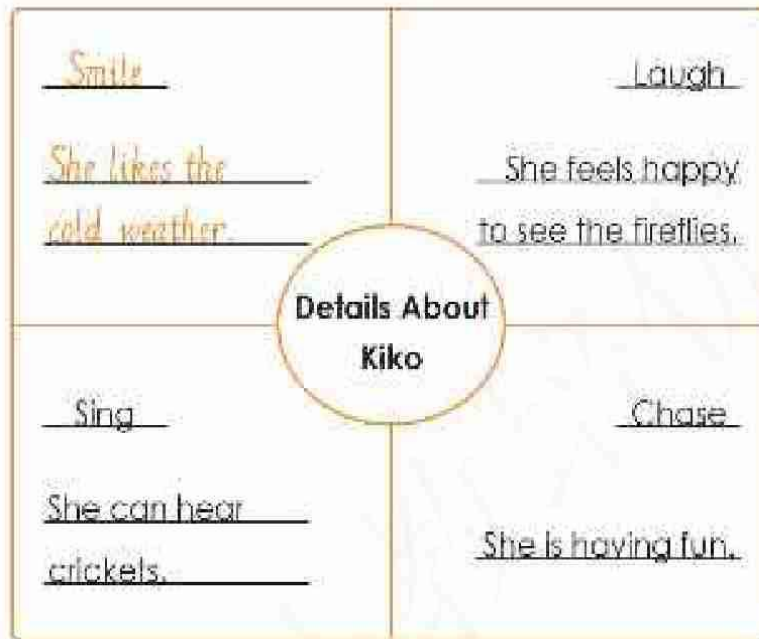 Smile
She likes the
cold weather.
Laugh
She feels happy
to see the fireflies.
Details About
Kiko
Sing
She can hear
crickets.
Chase
She is having fun.